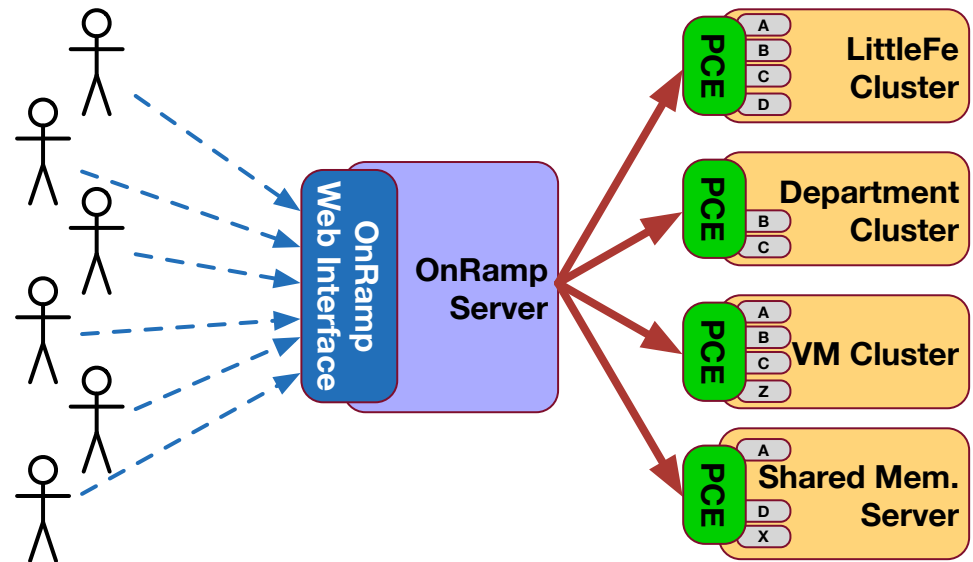 OnRamp
Web Interface
OnRamp
Server
PCE
A
B
C
D
LittleFe
Cluster
PCE
B
C
Department
Cluster
PCE
A
B
C
Z
VM Cluster
PCE
A
D
X
Shared Mem.
Server